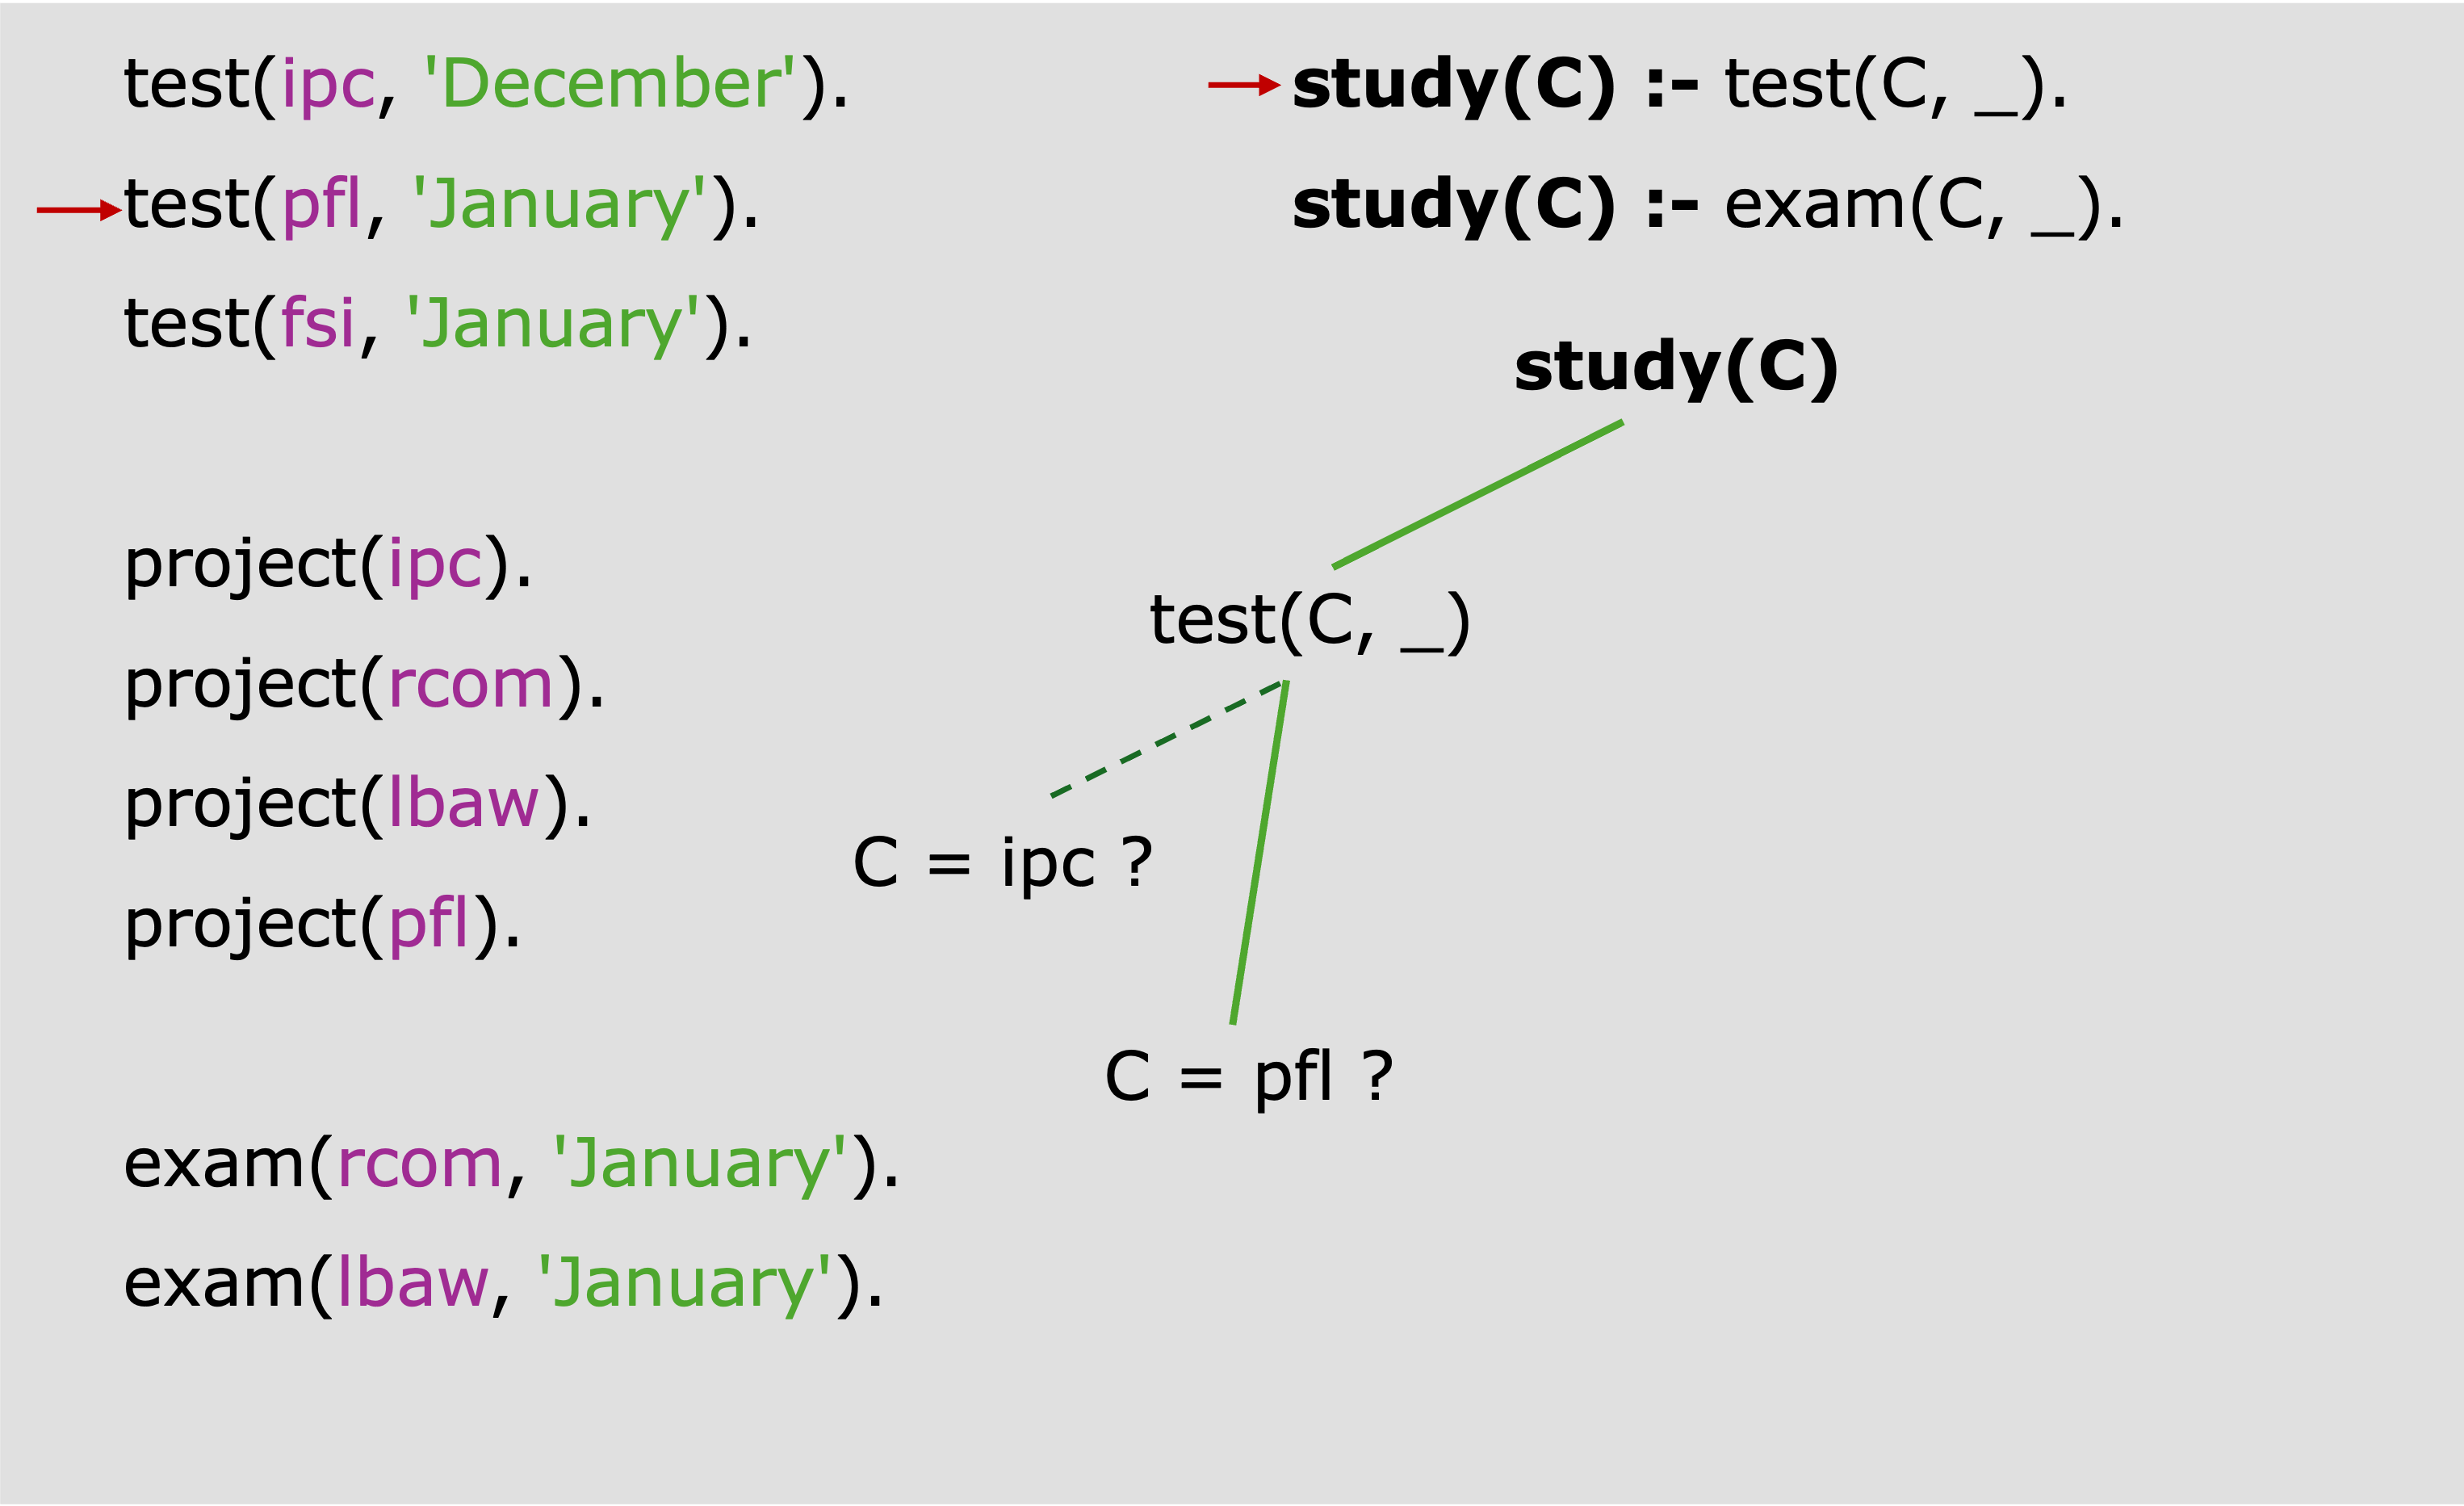 test(ipc, 'December').
test(pfl, 'January').
test(fsi, 'January').
project(ipc).
project(rcom).
project(lbaw).
project(pfl).
exam(rcom, 'January').
exam(lbaw, 'January').
study(C) :- test(C, _).
study(C) :- exam(C, _).
study(C)
test(C, _)
C = ipc ?
C = pfl ?